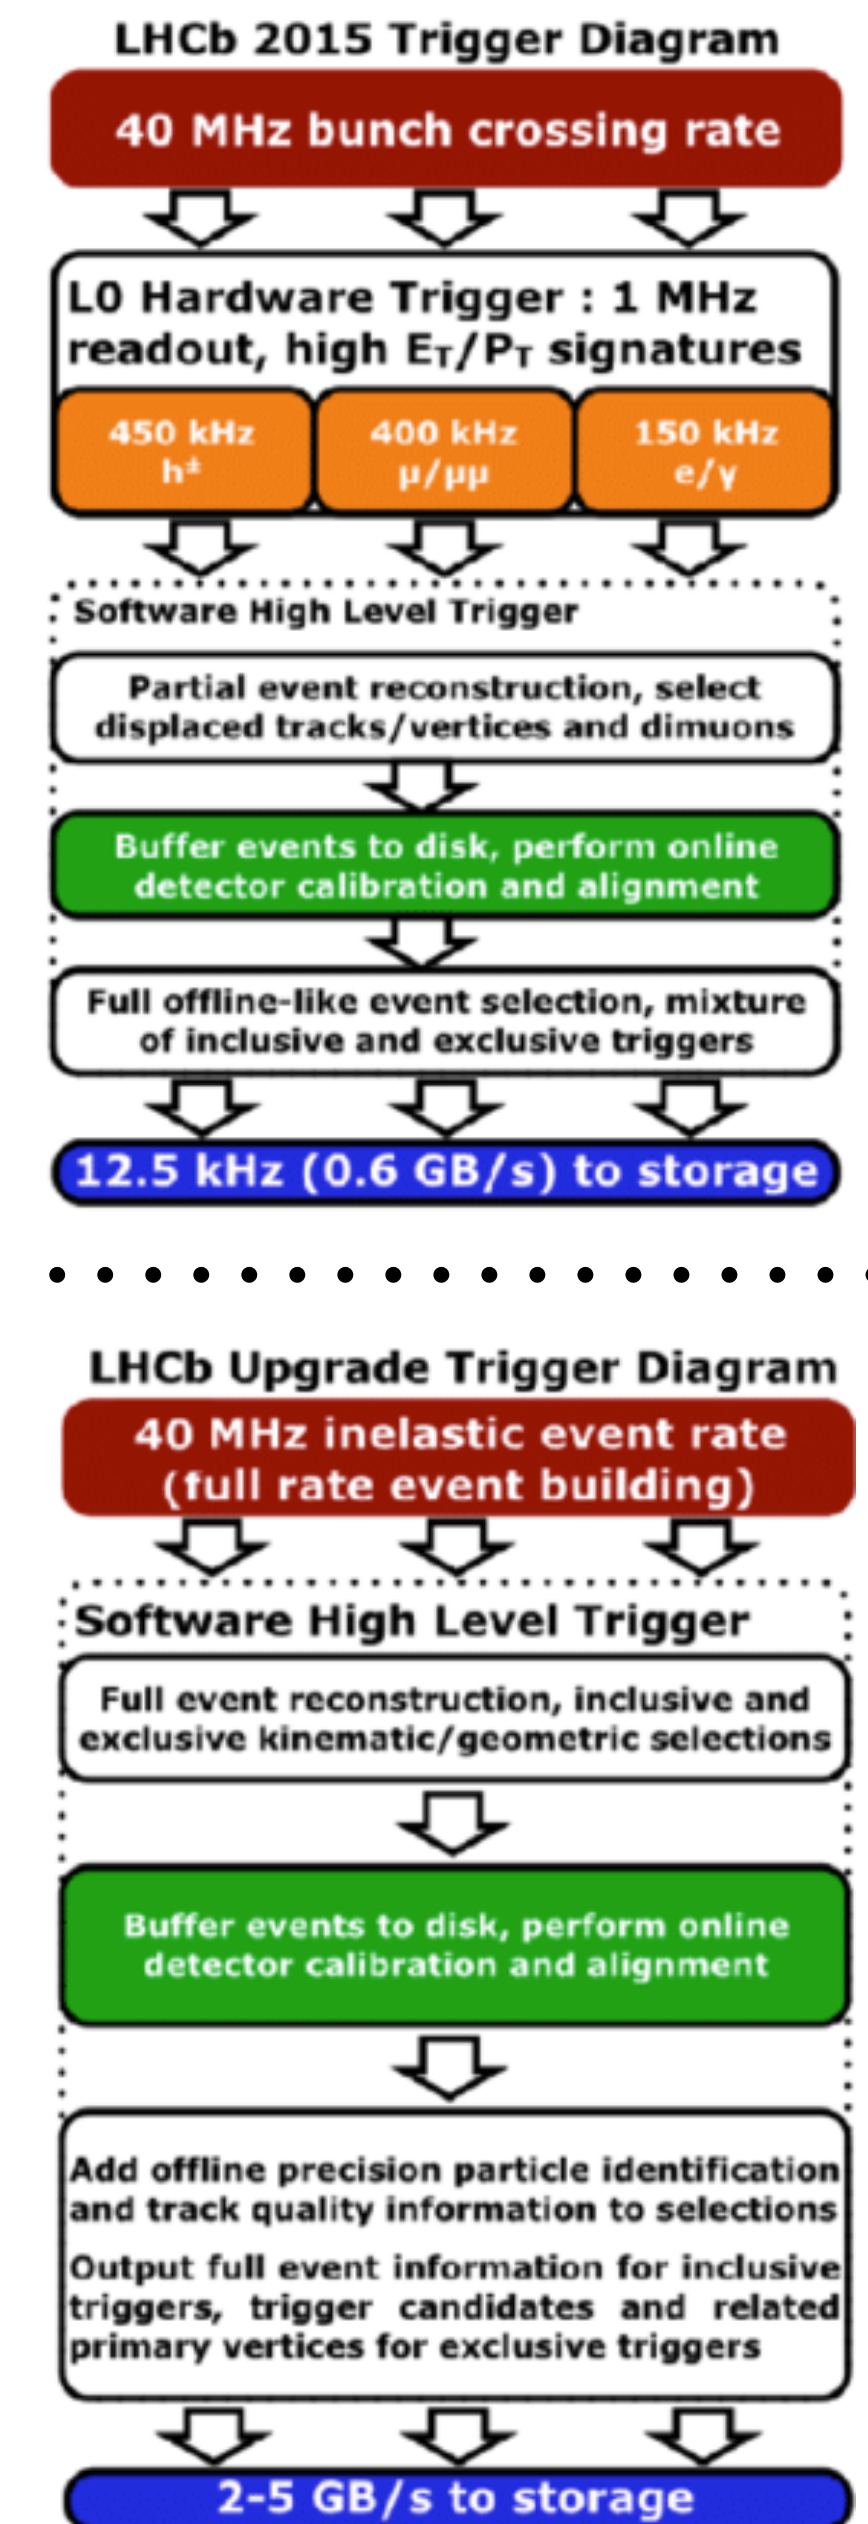 LHCb 2015 Trigger Diagram
40 MHz bunch crossing rate
L0 Hardware Trigger : 1 MHz
readout, high E_T/P_T signatures
450 kHz
h±
400 kHz
μ/μμ
150 kHz
e/γ
Software High Level Trigger
Partial event reconstruction, select
displaced tracks/vertices and dimuons
Buffer events to disk, perform online
detector calibration and alignment
Full offline-like event selection, mixture
of inclusive and exclusive triggers
12.5 kHz (0.6 GB/s) to storage
LHCb Upgrade Trigger Diagram
40 MHz inelastic event rate
(full rate event building)
Software High Level Trigger
Full event reconstruction, inclusive and
exclusive kinematic/geometric selections
Buffer events to disk, perform online
detector calibration and alignment
Add offline precision particle identification
and track quality information to selections
Output full event information for inclusive
triggers, trigger candidates and related
primary vertices for exclusive triggers
2-5 GB/s to storage